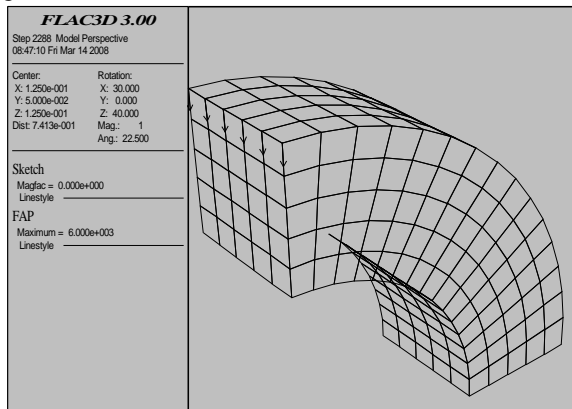 FLAC3D 3.00
Step 2288 Model Perspective
08:47:10 Fri Mar 14 2008
Center: Rotation:
X: 1.250e-001 X: 30.000
Y: 5.000e-002 Y: 0.000
Z: 1.250e-001 Z: 40.000
Dist: 7.413e-001 Mag.: 1
Ang.: 22.500
Sketch
Magfac = 0.000e+000
Linestyle
FAP
Maximum = 6.000e+003
Linestyle